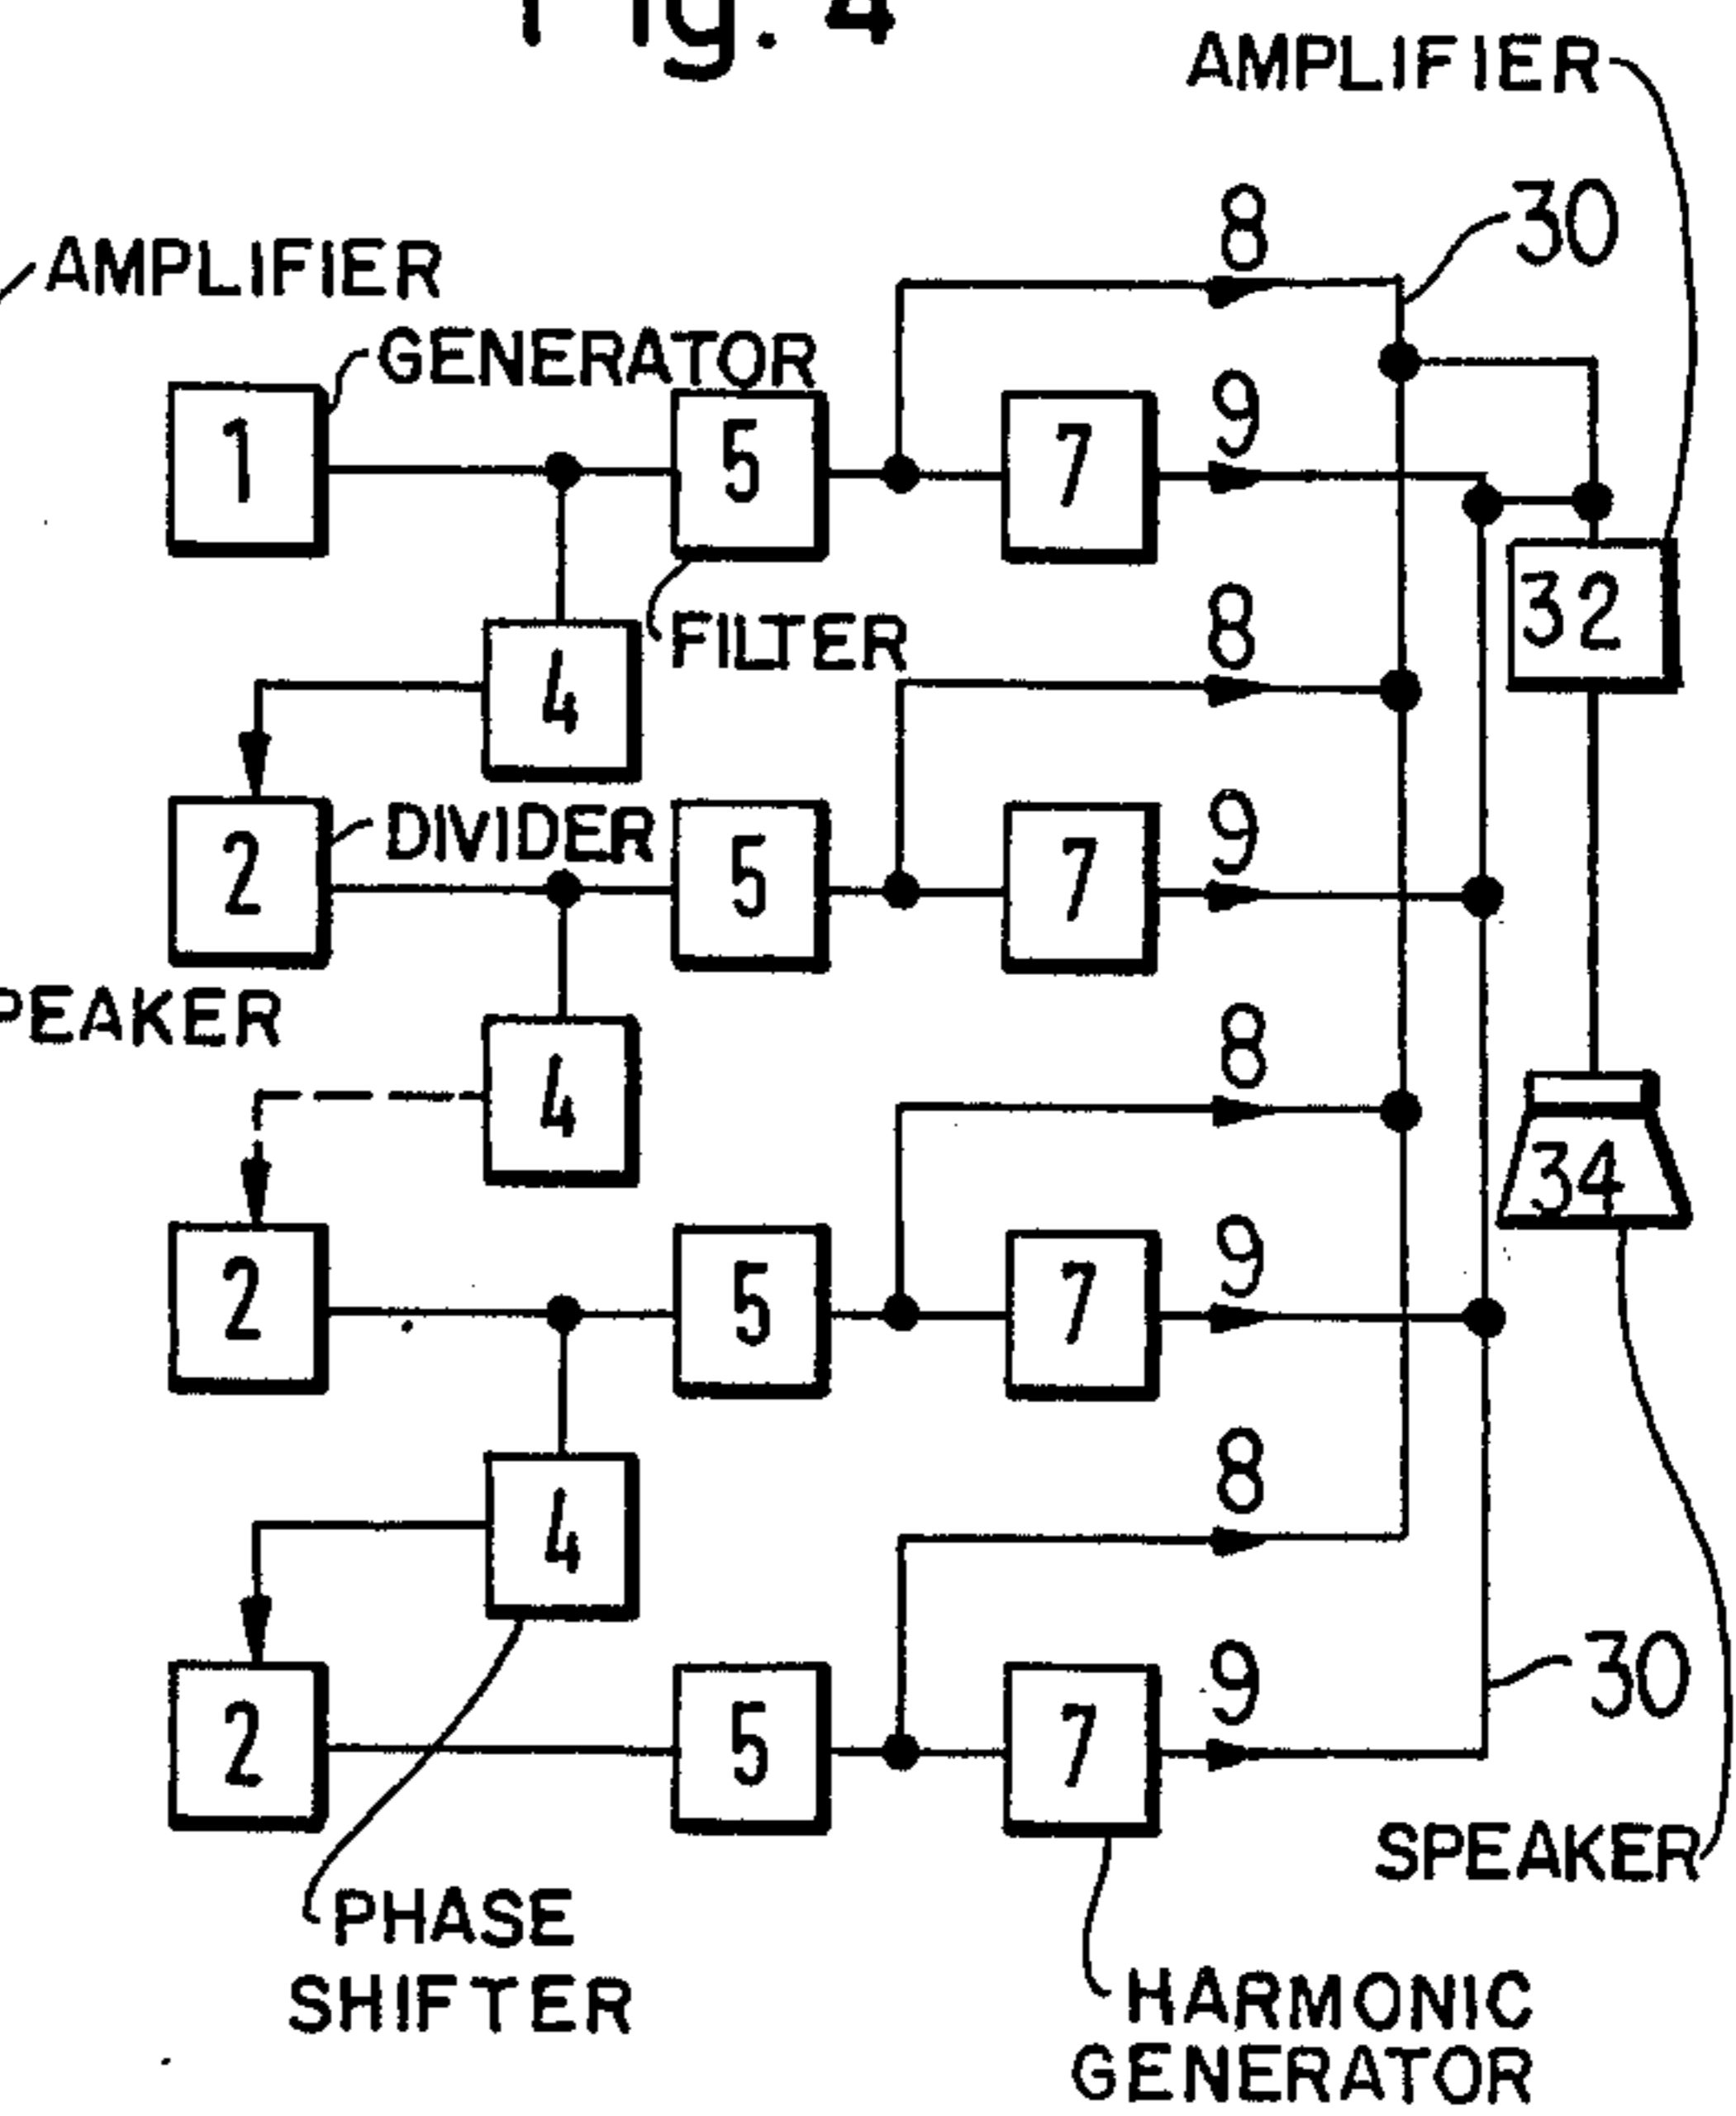 Fig. 4
AMPLIFIER
8
30
AMPLIFIER
GENERATOR
1
5
7
9
32
FILTER
4
8
2
DIVIDER
5
7
9
PEAKER
4
8
34
2
5
7
9
4
8
2
5
7
9
30
SPEAKER
PHASE
SHIFTER
HARMONIC
GENERATOR